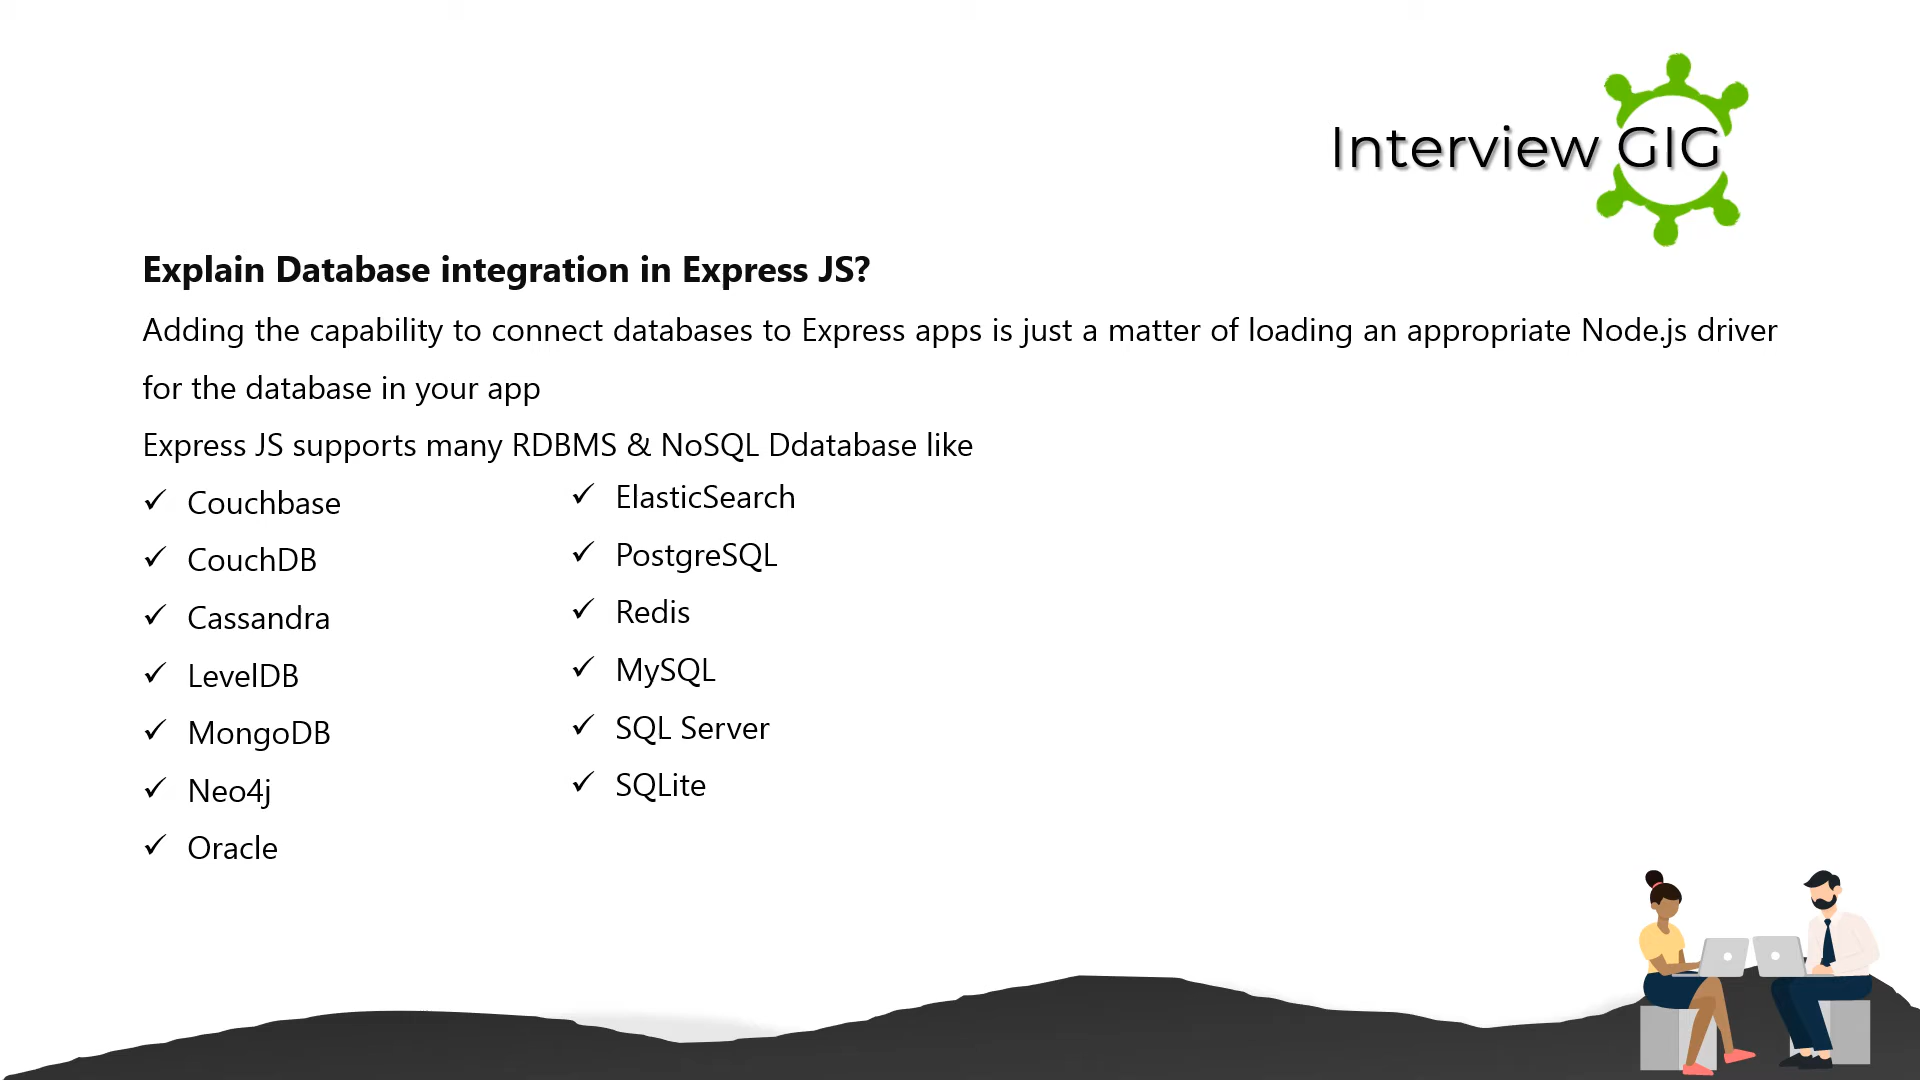 Interview GIG
Explain Database integration in Express JS?
Adding the capability to connect databases to Express apps is just a matter of loading an appropriate Node.js driver
for the database in your app
Express JS supports many RDBMS & NoSQL Ddatabase like
✓ Couchbase
✓ CouchDB
✓ Cassandra
✓ LevelDB
✓ MongoDB
✓ Neo4j
✓ Oracle
✓ ElasticSearch
✓ PostgreSQL
✓ Redis
✓ MySQL
✓ SQL Server
✓ SQLite